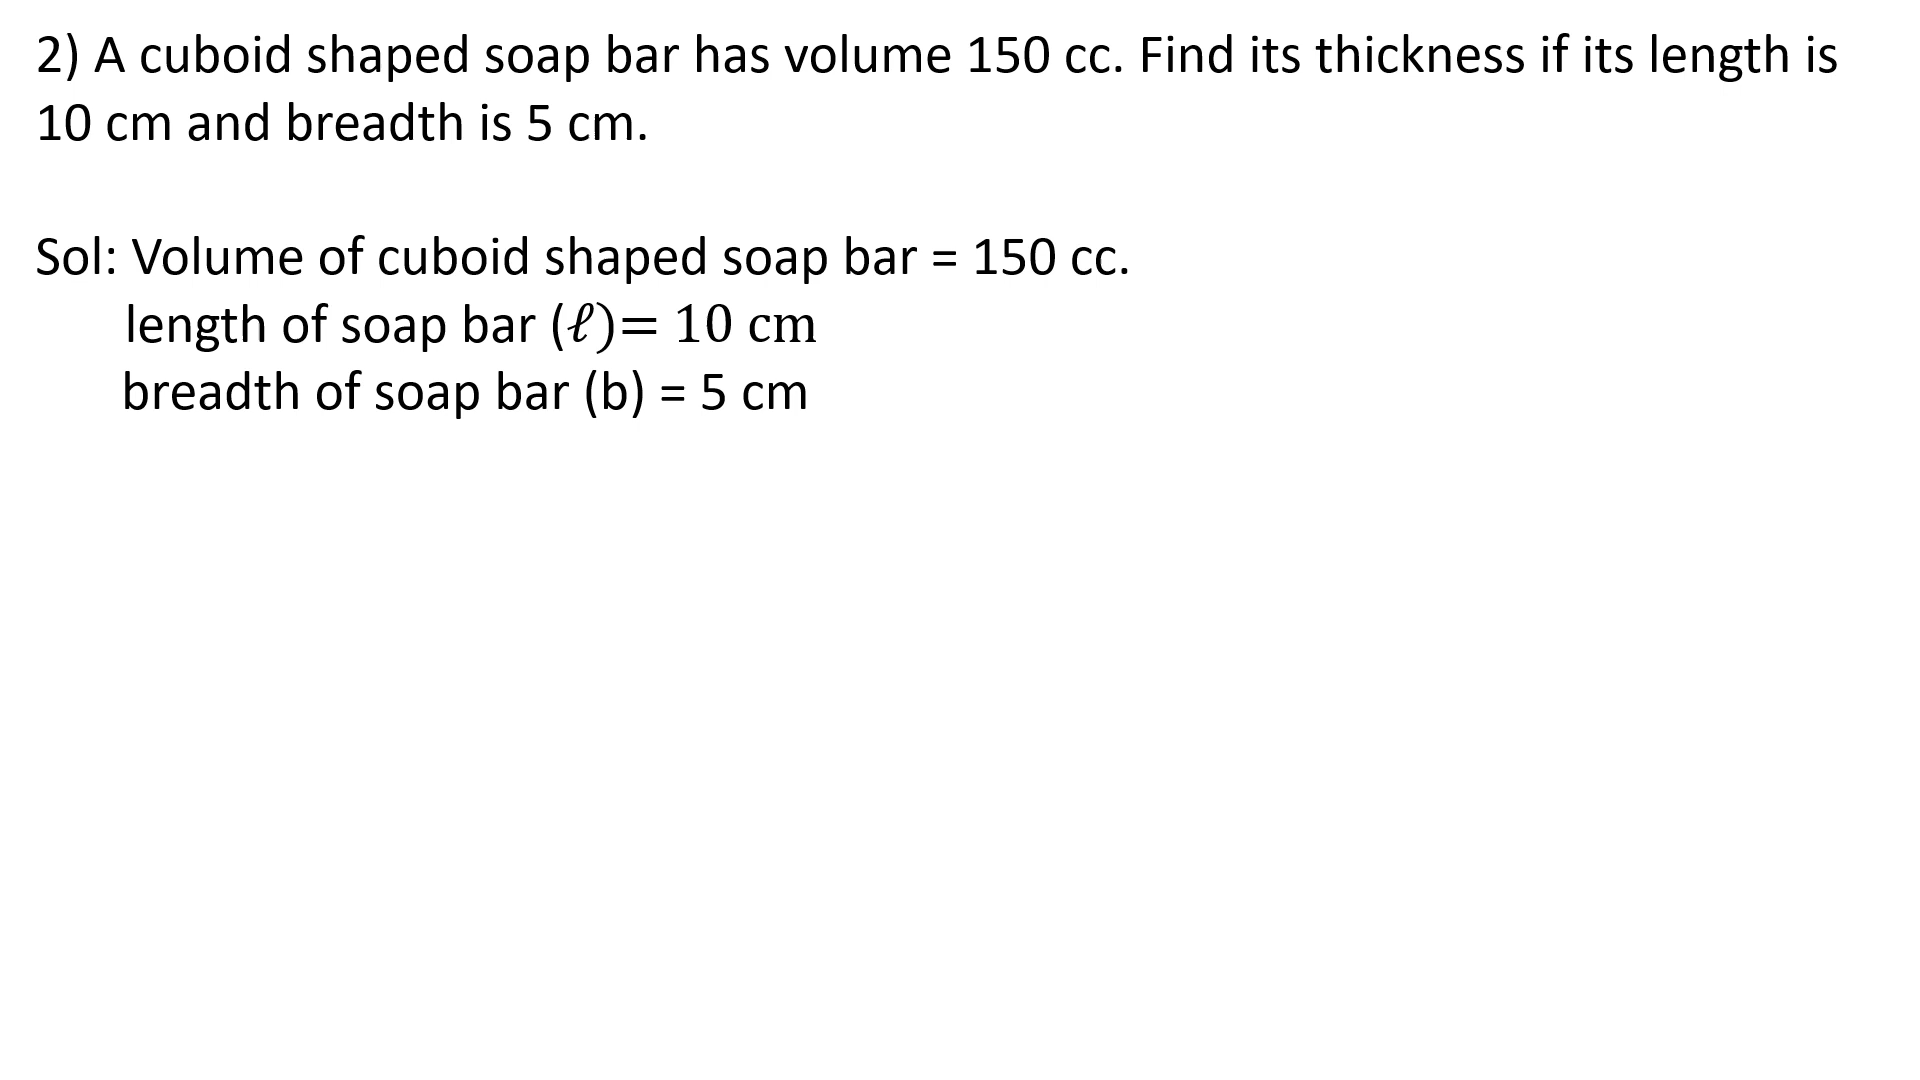 2) A cuboid shaped soap bar has volume 150 cc. Find its thickness if its length is
10 cm and breadth is 5 cm.
Sol: Volume of cuboid shaped soap bar = 150 cc.
length of soap bar (ℓ)= 10 cm
breadth of soap bar (b) = 5 cm